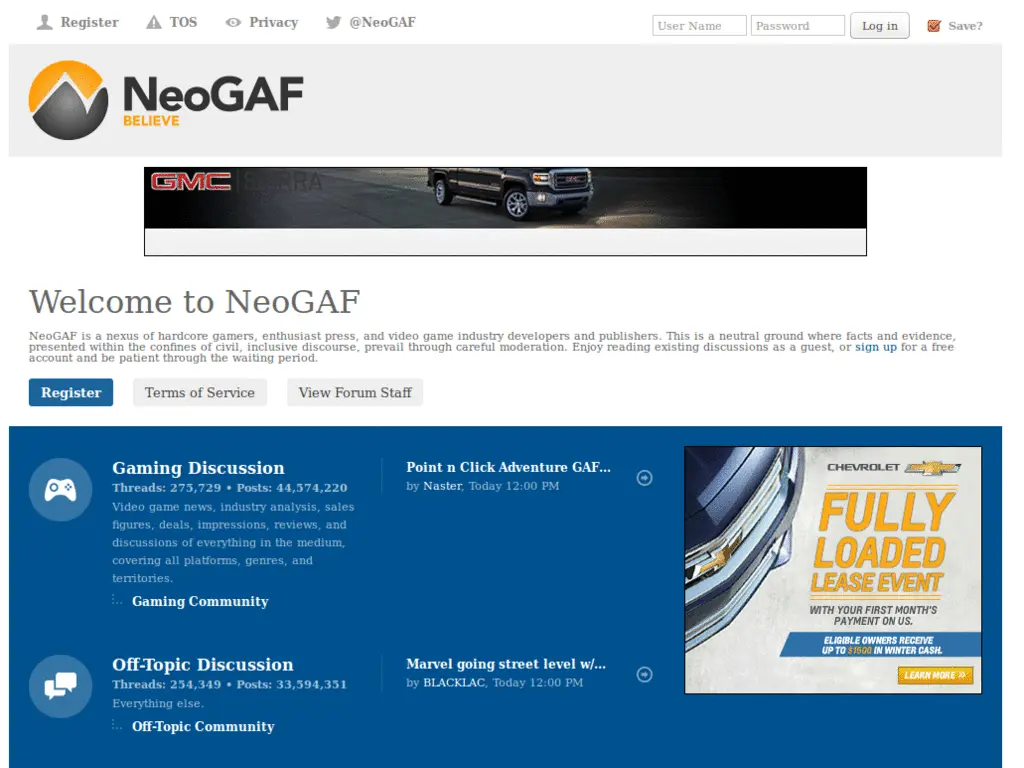 Register TOS Privacy @NeoGAF User Name Password Log in Save?
NeoGAF
BELIEVE
GMC SIERRA
Welcome to NeoGAF
NeoGAF is a nexus of hardcore gamers, enthusiast press, and video game industry developers and publishers. This is a neutral ground where facts and evidence,
presented within the confines of civil, inclusive discourse, prevail through careful moderation. Enjoy reading existing discussions as a guest, or sign up for a free
account and be patient through the waiting period.
Register Terms of Service View Forum Staff
Gaming Discussion
Threads: 275,729 • Posts: 44,574,220
Video game news, industry analysis, sales
figures, deals, impressions, reviews, and
discussions of everything in the medium,
covering all platforms, genres, and
territories.
Gaming Community
Point n Click Adventure GAF...
by Naster, Today 12:00 PM
Off-Topic Discussion
Threads: 254,349 • Posts: 33,594,351
Everything else.
Off-Topic Community
Marvel going street level w/...
by BLACKLAC, Today 12:00 PM
CHEVROLET
FULLY
LOADED
LEASE EVENT
WITH YOUR FIRST MONTH'S
PAYMENT ON US.
ELIGIBLE OWNERS RECEIVE
UP TO $1500 IN WINTER CASH.
LEARN MORE »